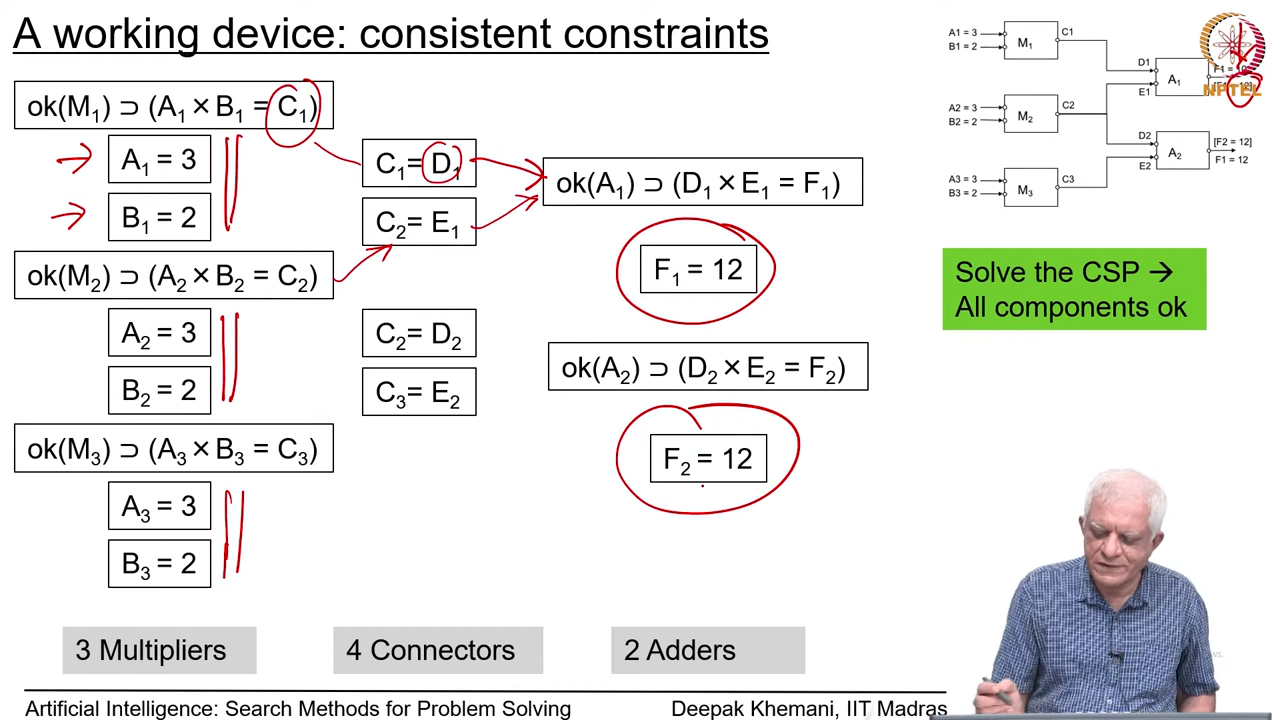 A working device: consistent constraints
ok(M₁) ⊃ (A₁ × B₁ = C₁)
A₁ = 3
B₁ = 2
ok(M₂) ⊃ (A₂ × B₂ = C₂)
A₂ = 3
B₂ = 2
ok(M₃) ⊃ (A₃ × B₃ = C₃)
A₃ = 3
B₃ = 2
C₁= D₁
C₂= E₁
C₂= D₂
C₃= E₂
ok(A₁) ⊃ (D₁ × E₁ = F₁)
F₁ = 12
ok(A₂) ⊃ (D₂ × E₂ = F₂)
F₂ = 12
A1 = 3
B1 = 2
M₁
C1
A2 = 3
B2 = 2
M₂
C2
A3 = 3
B3 = 2
M₃
C3
D1
E1
A₁
F1 = 10
D2
E2
A₂
[F2 = 12]
F1 = 12
NPTEL
Solve the CSP →
All components ok
3 Multipliers
4 Connectors
2 Adders
Artificial Intelligence: Search Methods for Problem Solving
Deepak Khemani, IIT Madras